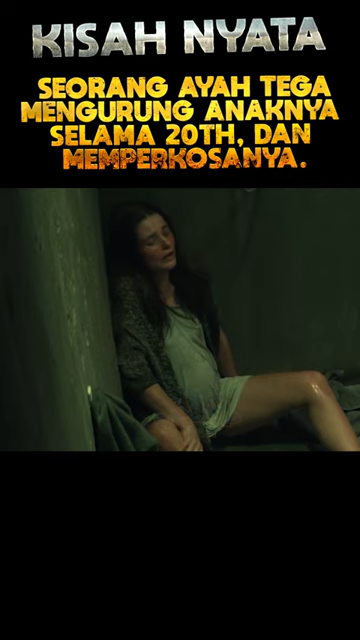 KISAH NYATA
SEORANG AYAH TEGA
MENGURUNG ANAKNYA
SELAMA 20TH, DAN
MEMPERKOSANYA.